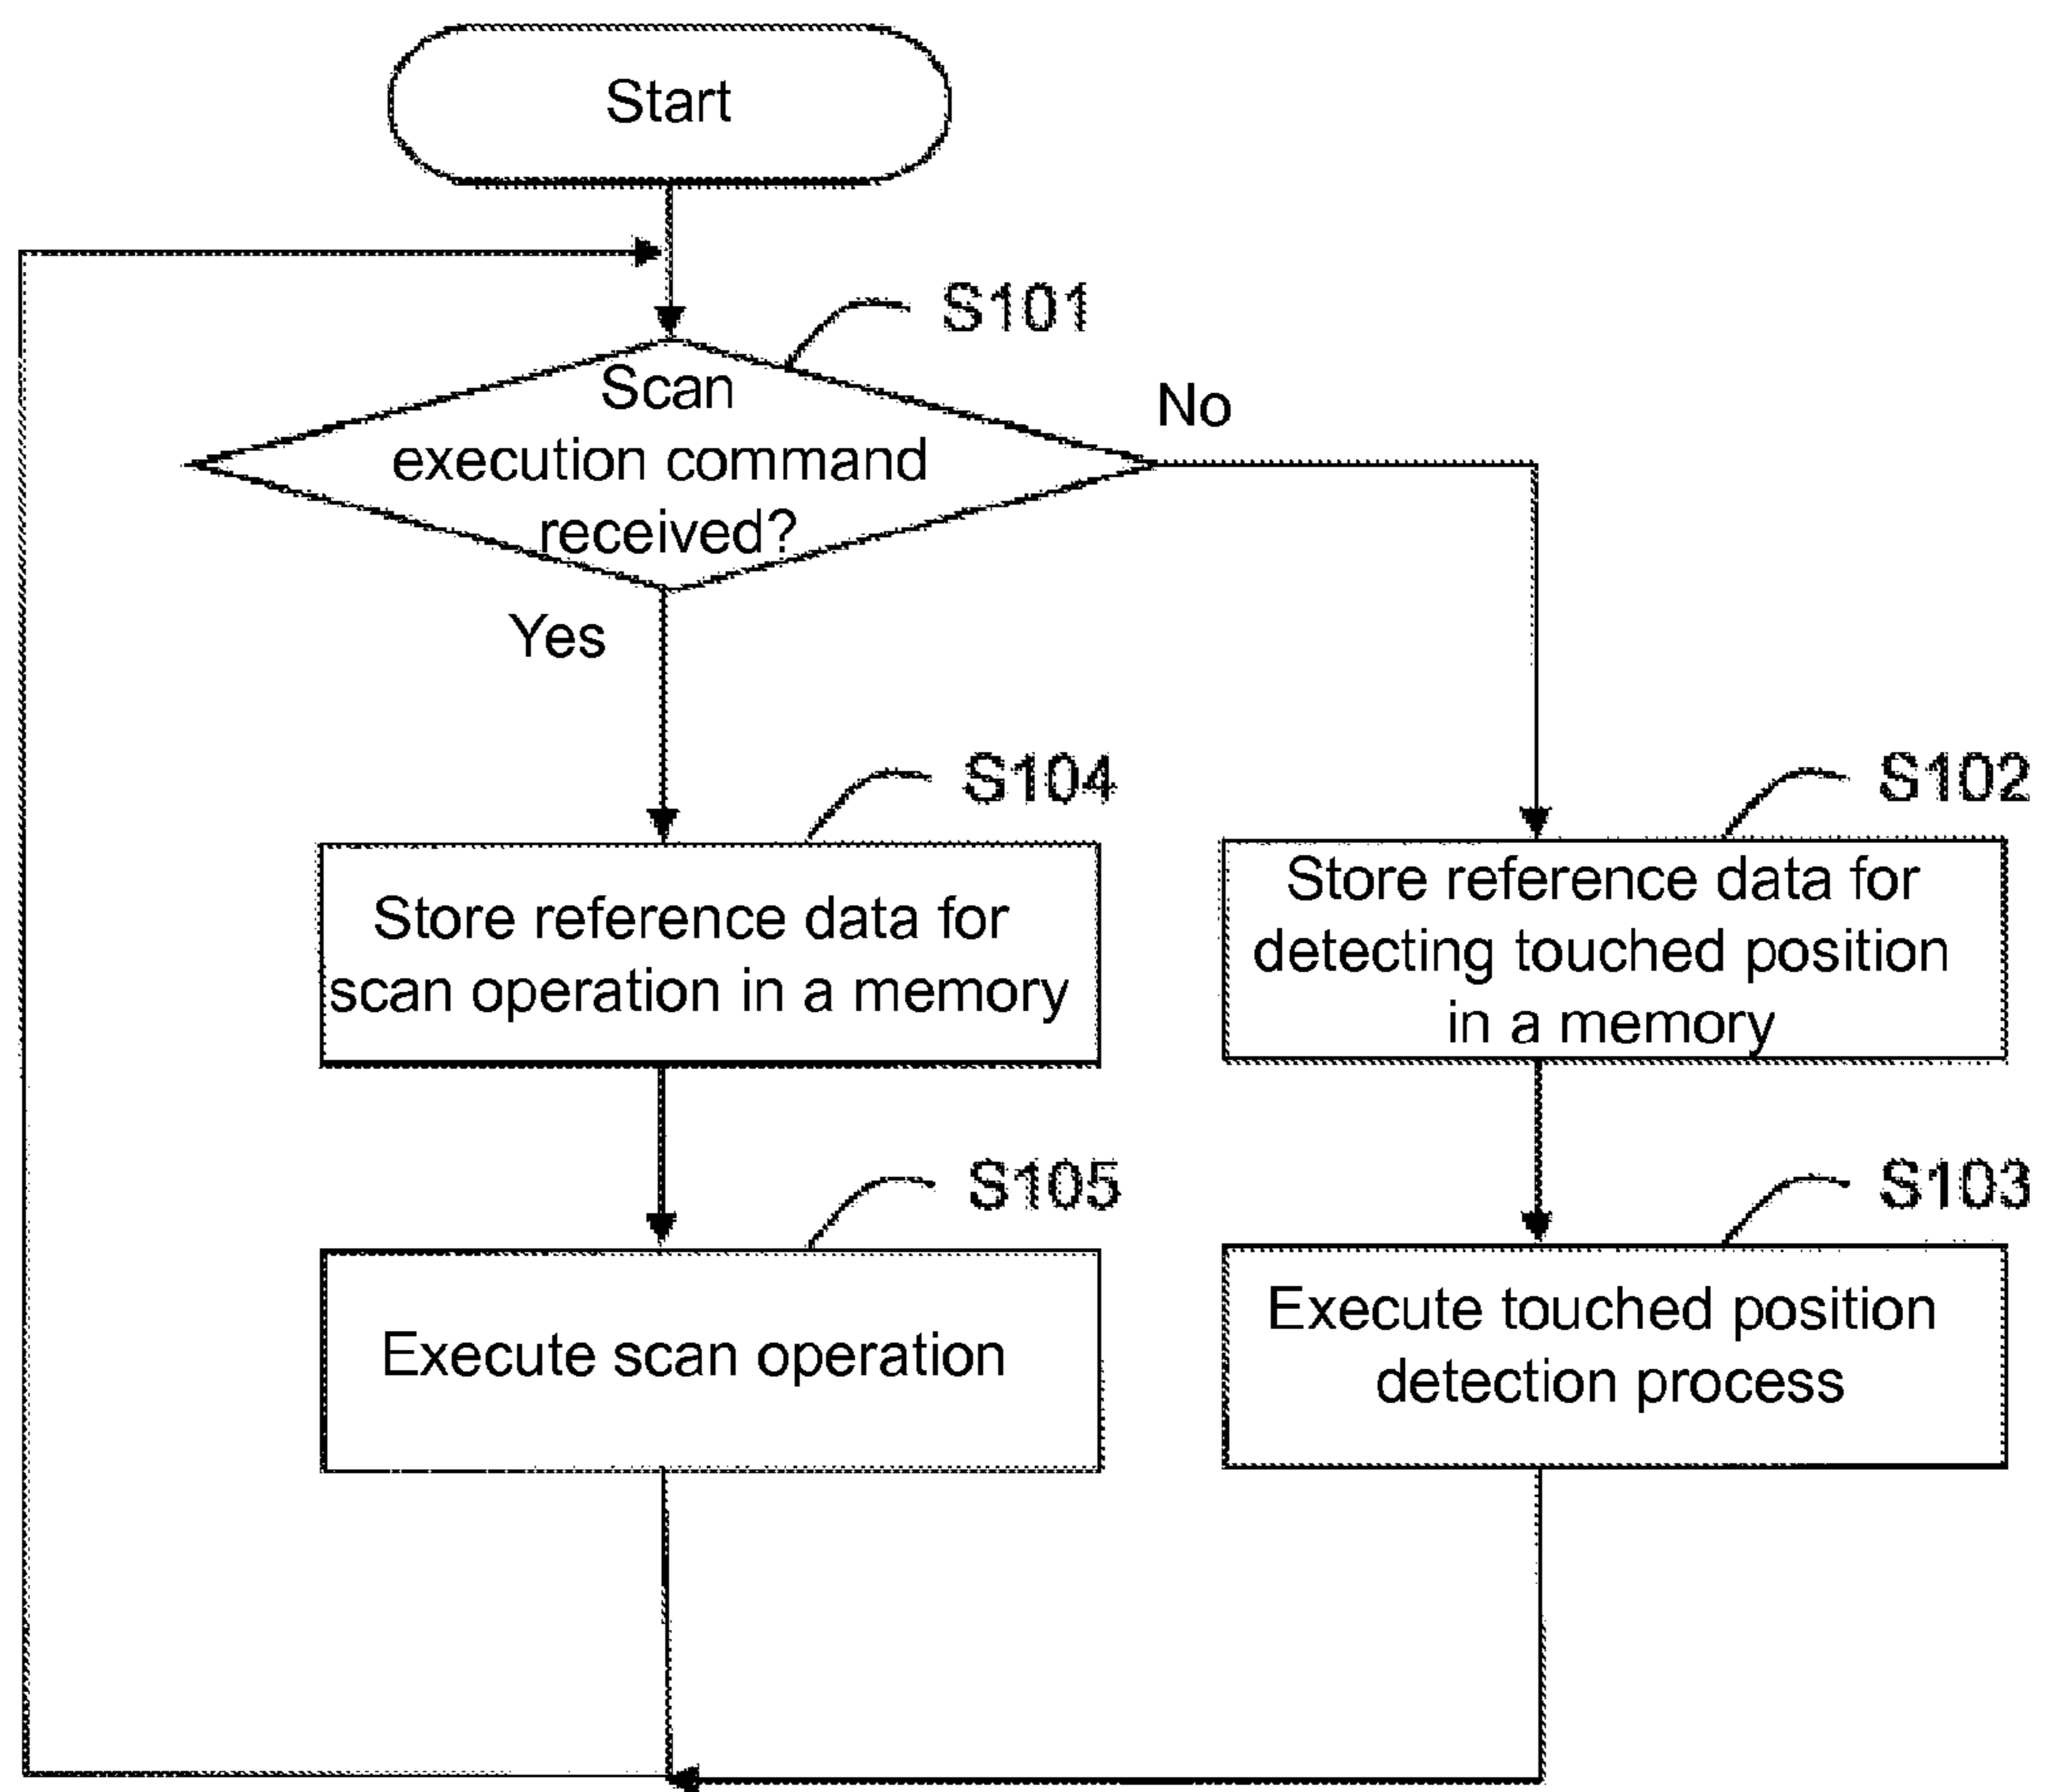 Start
S101
Scan
execution command
received?
No
Yes
S104
Store reference data for
scan operation in a memory
S102
Store reference data for
detecting touched position
in a memory
S105
Execute scan operation
S103
Execute touched position
detection process